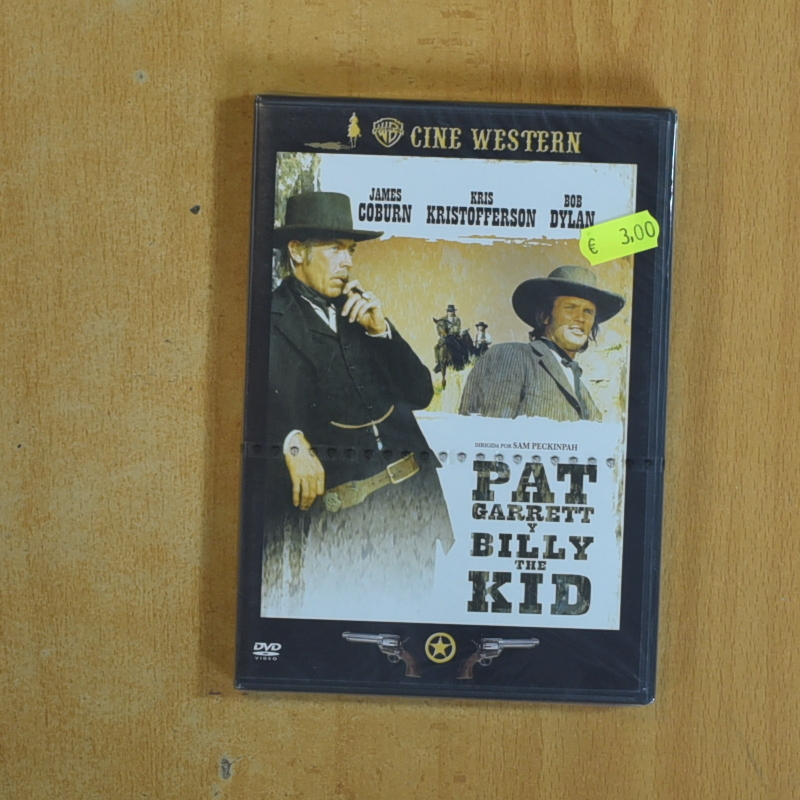 WB CINE WESTERN
JAMES COBURN
KRIS KRISTOFFERSON
BOB DYLAN
€ 3,00
DIRIGIDA POR SAM PECKINPAH
PAT
GARRETT
Y
BILLY
THE
KID
DVD
VIDEO